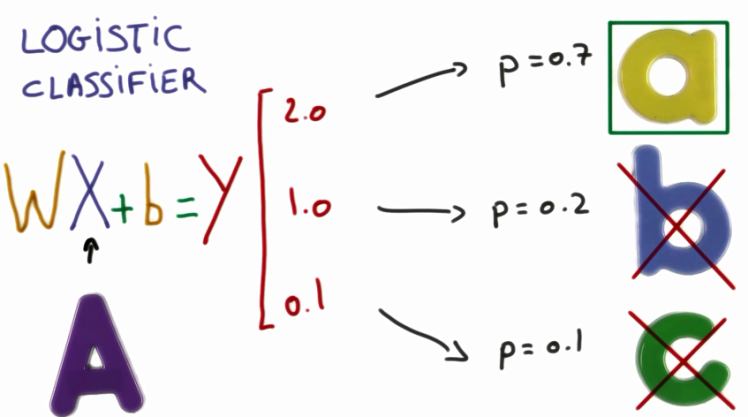 LOGISTIC
CLASSIFIER
WX+b=Y
2.0
1.0
0.1
p=0.7
p=0.2
p=0.1
a
b
c
A